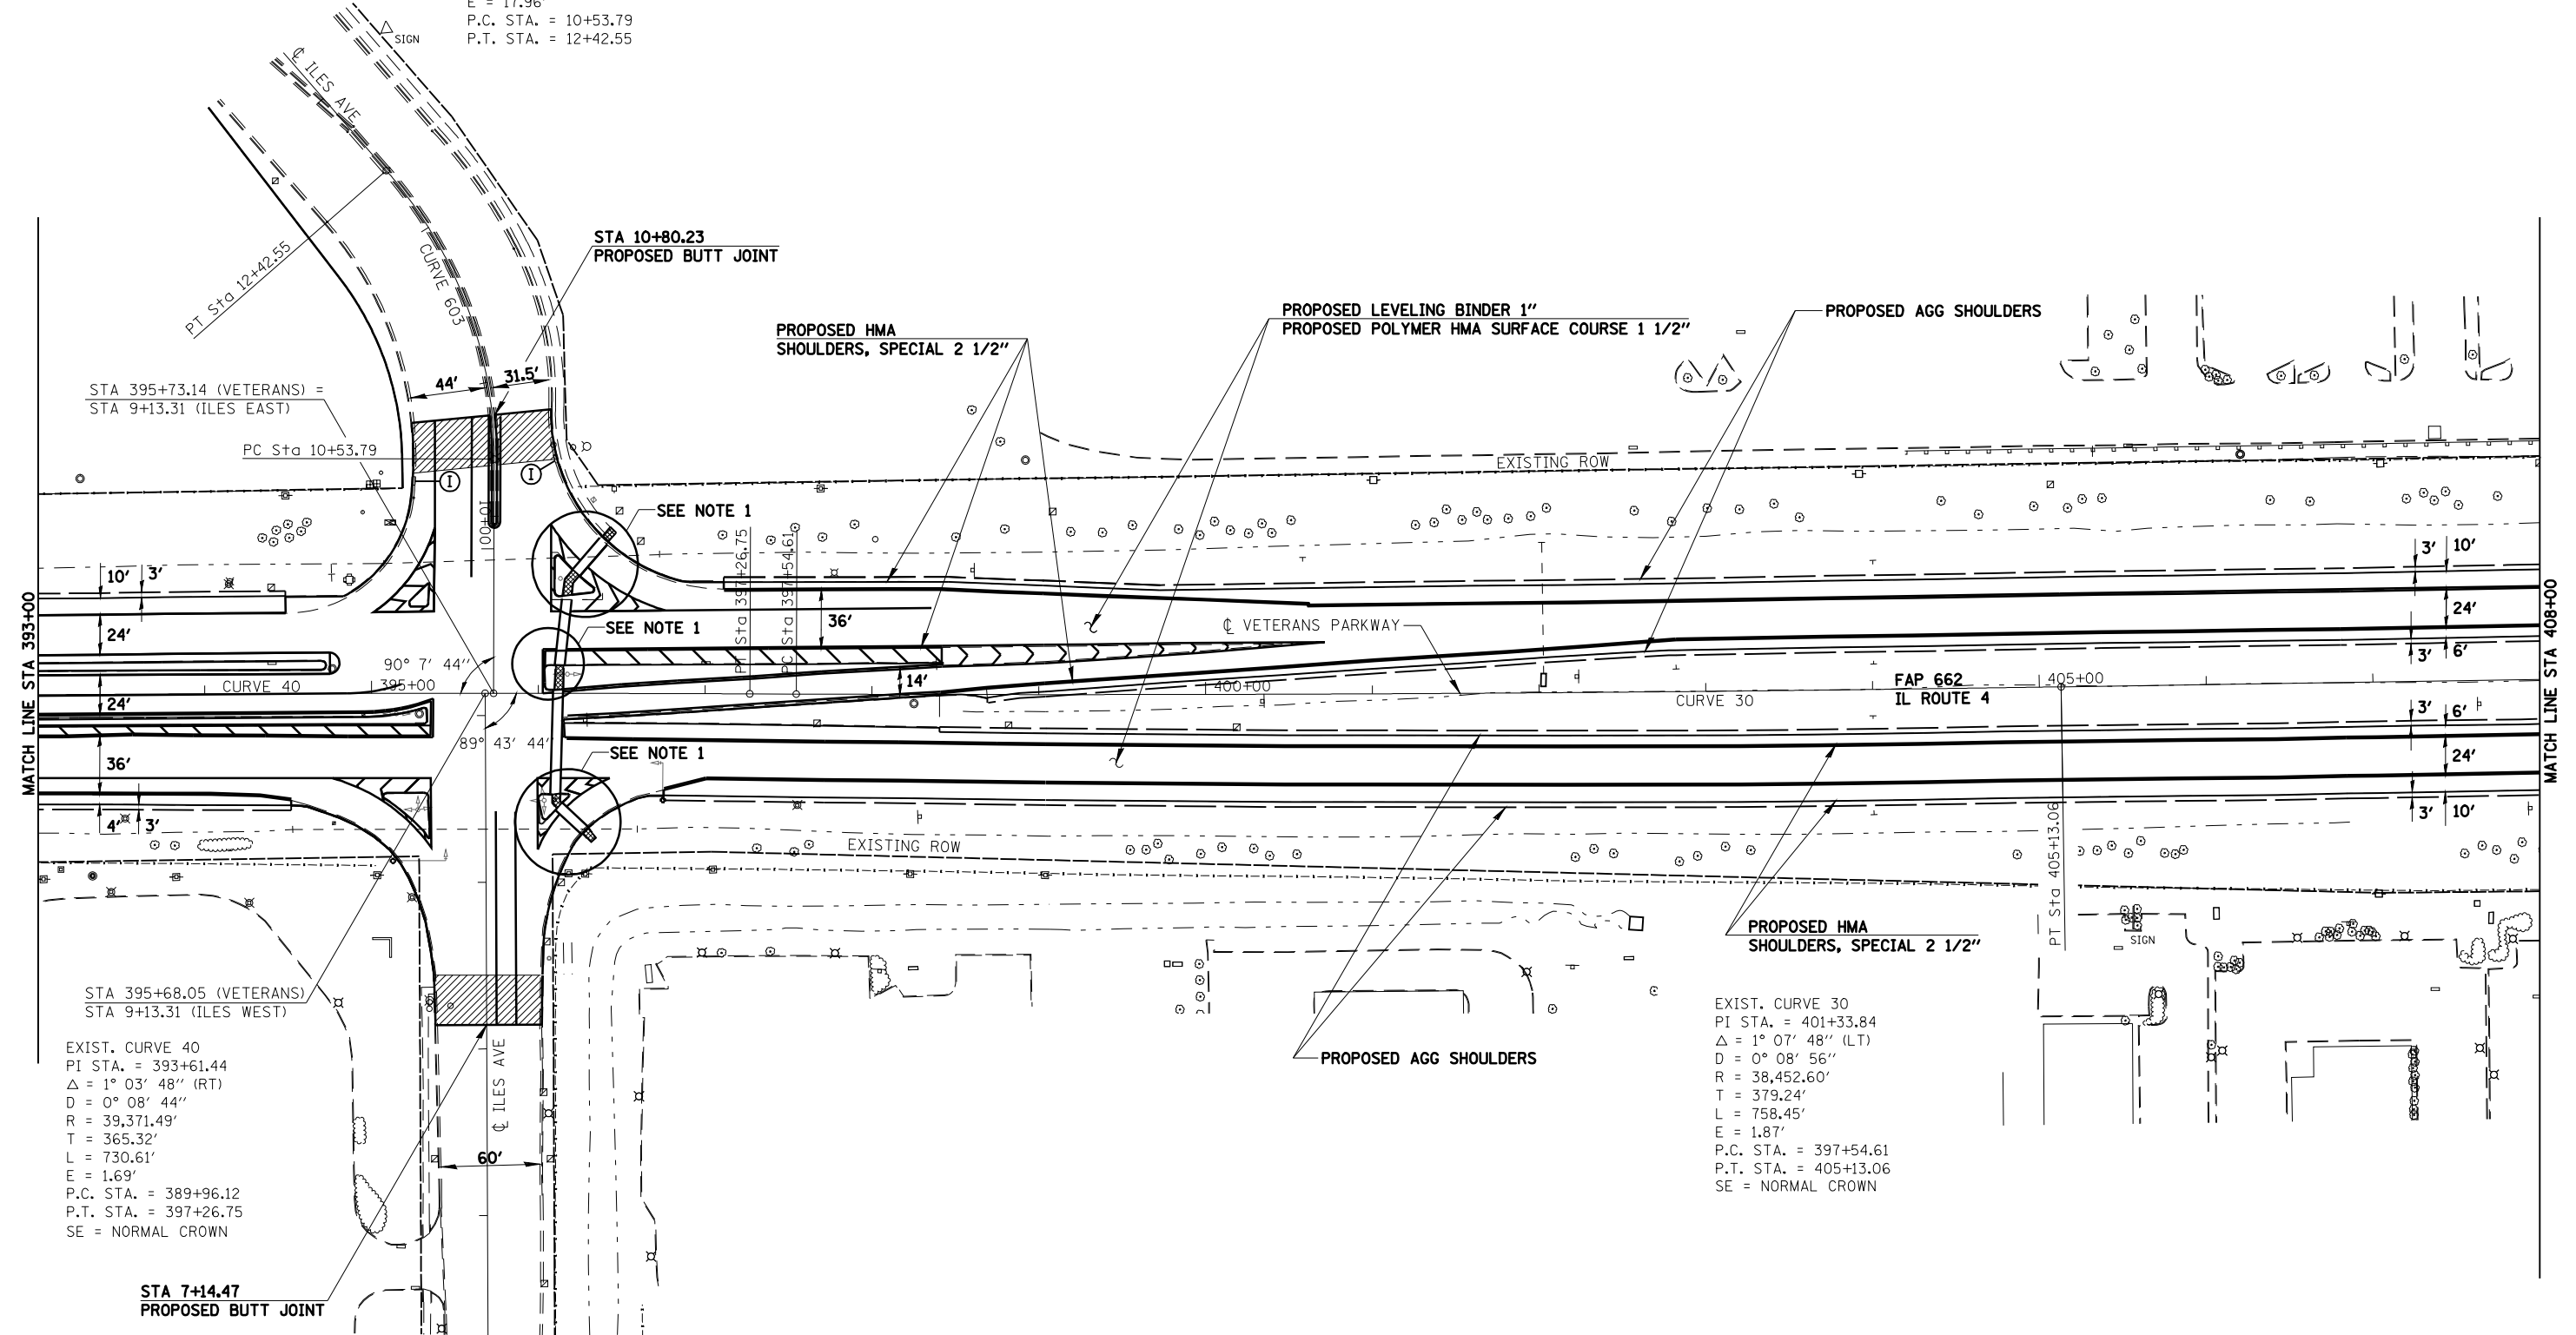 E = 17.96'
P.C. STA. = 10+53.79
P.T. STA. = 12+42.55
SIGN
℄ ILES AVE
CURVE 603
PT Sta 12+42.55
STA 10+80.23
PROPOSED BUTT JOINT
PROPOSED HMA
SHOULDERS, SPECIAL 2 1/2"
PROPOSED LEVELING BINDER 1"
PROPOSED POLYMER HMA SURFACE COURSE 1 1/2"
PROPOSED AGG SHOULDERS
44'
31.5'
STA 395+73.14 (VETERANS) =
STA 9+13.31 (ILES EAST)
PC Sta 10+53.79
I
I
10+00
EXISTING ROW
SEE NOTE 1
SEE NOTE 1
SEE NOTE 1
PT Sta 397+26.75
PC Sta 397+54.61
MATCH LINE STA 393+00
10'
3'
24'
24'
36'
4'
3'
CURVE 40
395+00
90° 7' 44"
89° 43' 44"
36'
14'
℄ VETERANS PARKWAY
400+00
CURVE 30
FAP 662
IL ROUTE 4
405+00
3'
10'
24'
3'
6'
3'
6'
24'
3'
10'
MATCH LINE STA 408+00
EXISTING ROW
PT Sta 405+13.06
PROPOSED HMA
SHOULDERS, SPECIAL 2 1/2"
PROPOSED AGG SHOULDERS
SIGN
STA 395+68.05 (VETERANS)
STA 9+13.31 (ILES WEST)
EXIST. CURVE 40
PI STA. = 393+61.44
△ = 1° 03' 48" (RT)
D = 0° 08' 44"
R = 39,371.49'
T = 365.32'
L = 730.61'
E = 1.69'
P.C. STA. = 389+96.12
P.T. STA. = 397+26.75
SE = NORMAL CROWN
℄ ILES AVE
60'
STA 7+14.47
PROPOSED BUTT JOINT
EXIST. CURVE 30
PI STA. = 401+33.84
△ = 1° 07' 48" (LT)
D = 0° 08' 56"
R = 38,452.60'
T = 379.24'
L = 758.45'
E = 1.87'
P.C. STA. = 397+54.61
P.T. STA. = 405+13.06
SE = NORMAL CROWN